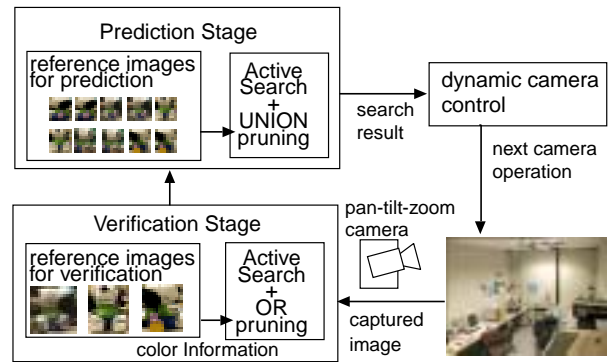 Prediction Stage
reference images
for prediction
Active
Search
+
UNION
pruning
search
result
dynamic camera
control
next camera
operation
pan-tilt-zoom
camera
captured
image
Verification Stage
reference images
for verification
Active
Search
+
OR
pruning
color Information